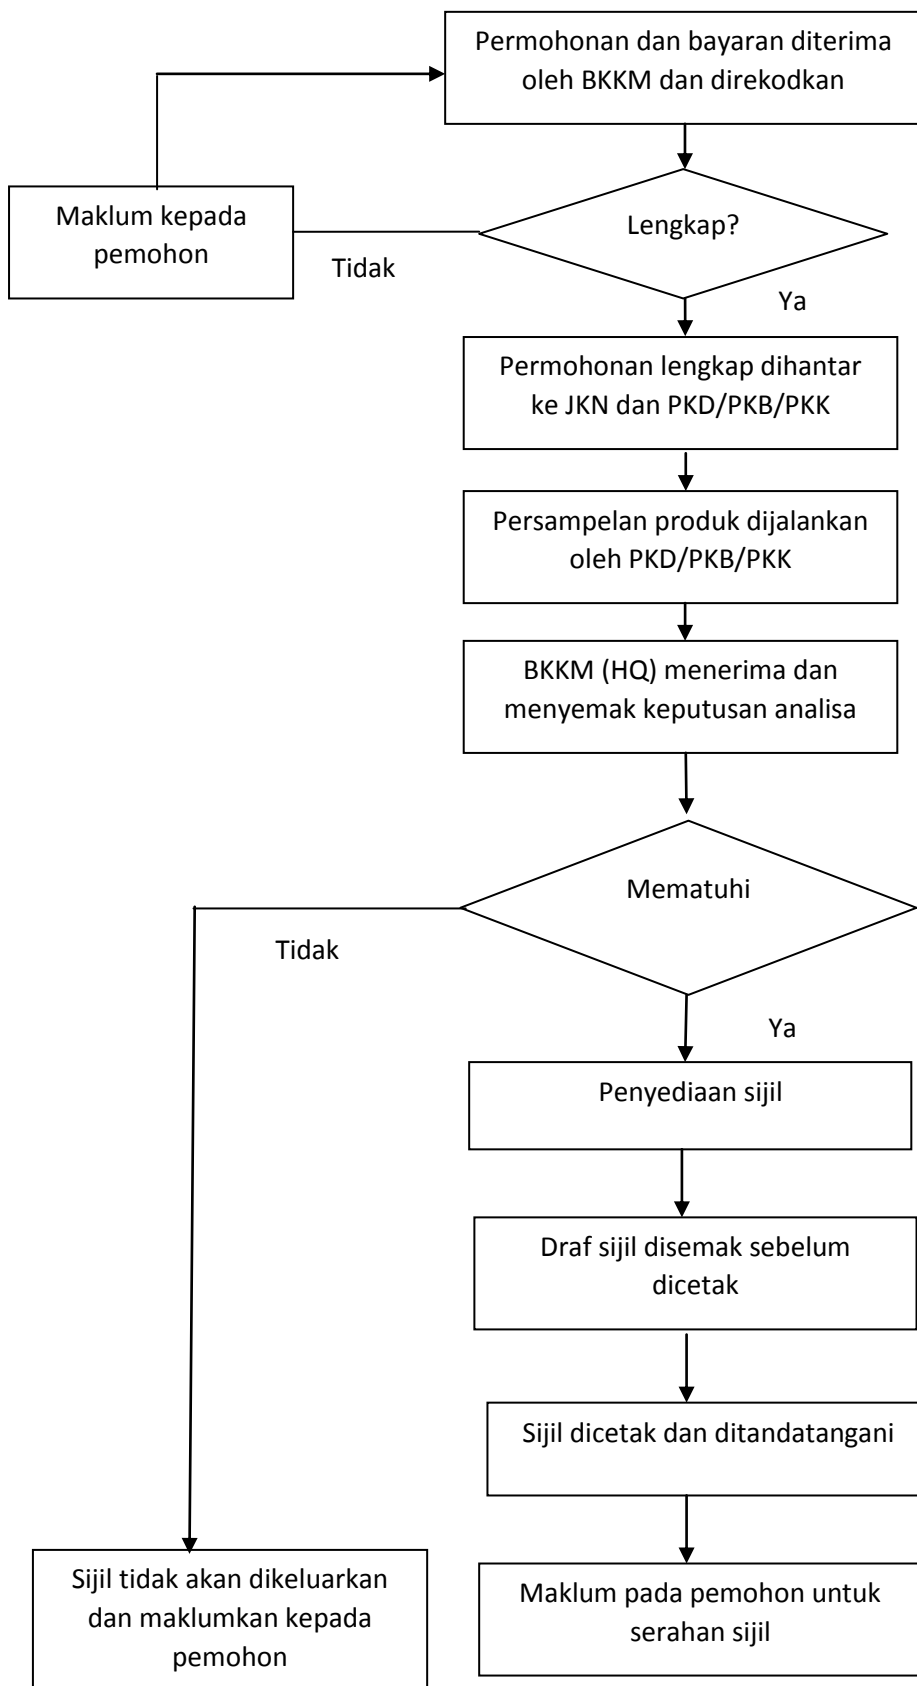 Permohonan dan bayaran diterima
oleh BKKM dan direkodkan
Maklum kepada
pemohon
Lengkap?
Tidak
Ya
Permohonan lengkap dihantar
ke JKN dan PKD/PKB/PKK
Persampelan produk dijalankan
oleh PKD/PKB/PKK
BKKM (HQ) menerima dan
menyemak keputusan analisa
Mematuhi
Tidak
Ya
Penyediaan sijil
Draf sijil disemak sebelum
dicetak
Sijil dicetak dan ditandatangani
Sijil tidak akan dikeluarkan
dan maklumkan kepada
pemohon
Maklum pada pemohon untuk
serahan sijil